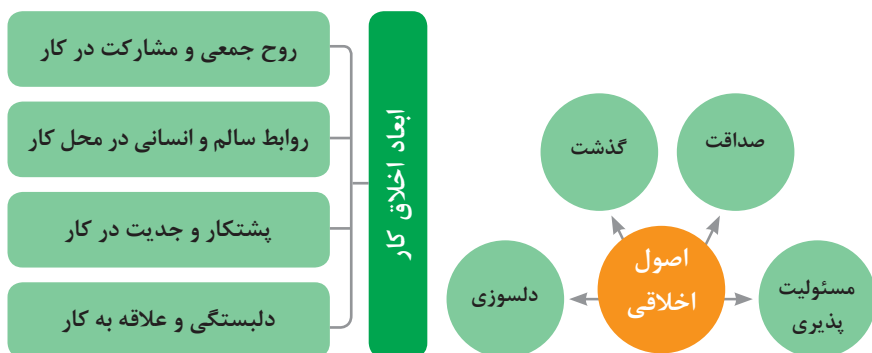 صداقت
گذشت
اصول
اخلاقی
مسئولیت
پذیری
دلسوزی
ابعاد اخلاق کار
روح جمعی و مشارکت در کار
روابط سالم و انسانی در محل کار
پشتکار و جدیت در کار
دلبستگی و علاقه به کار